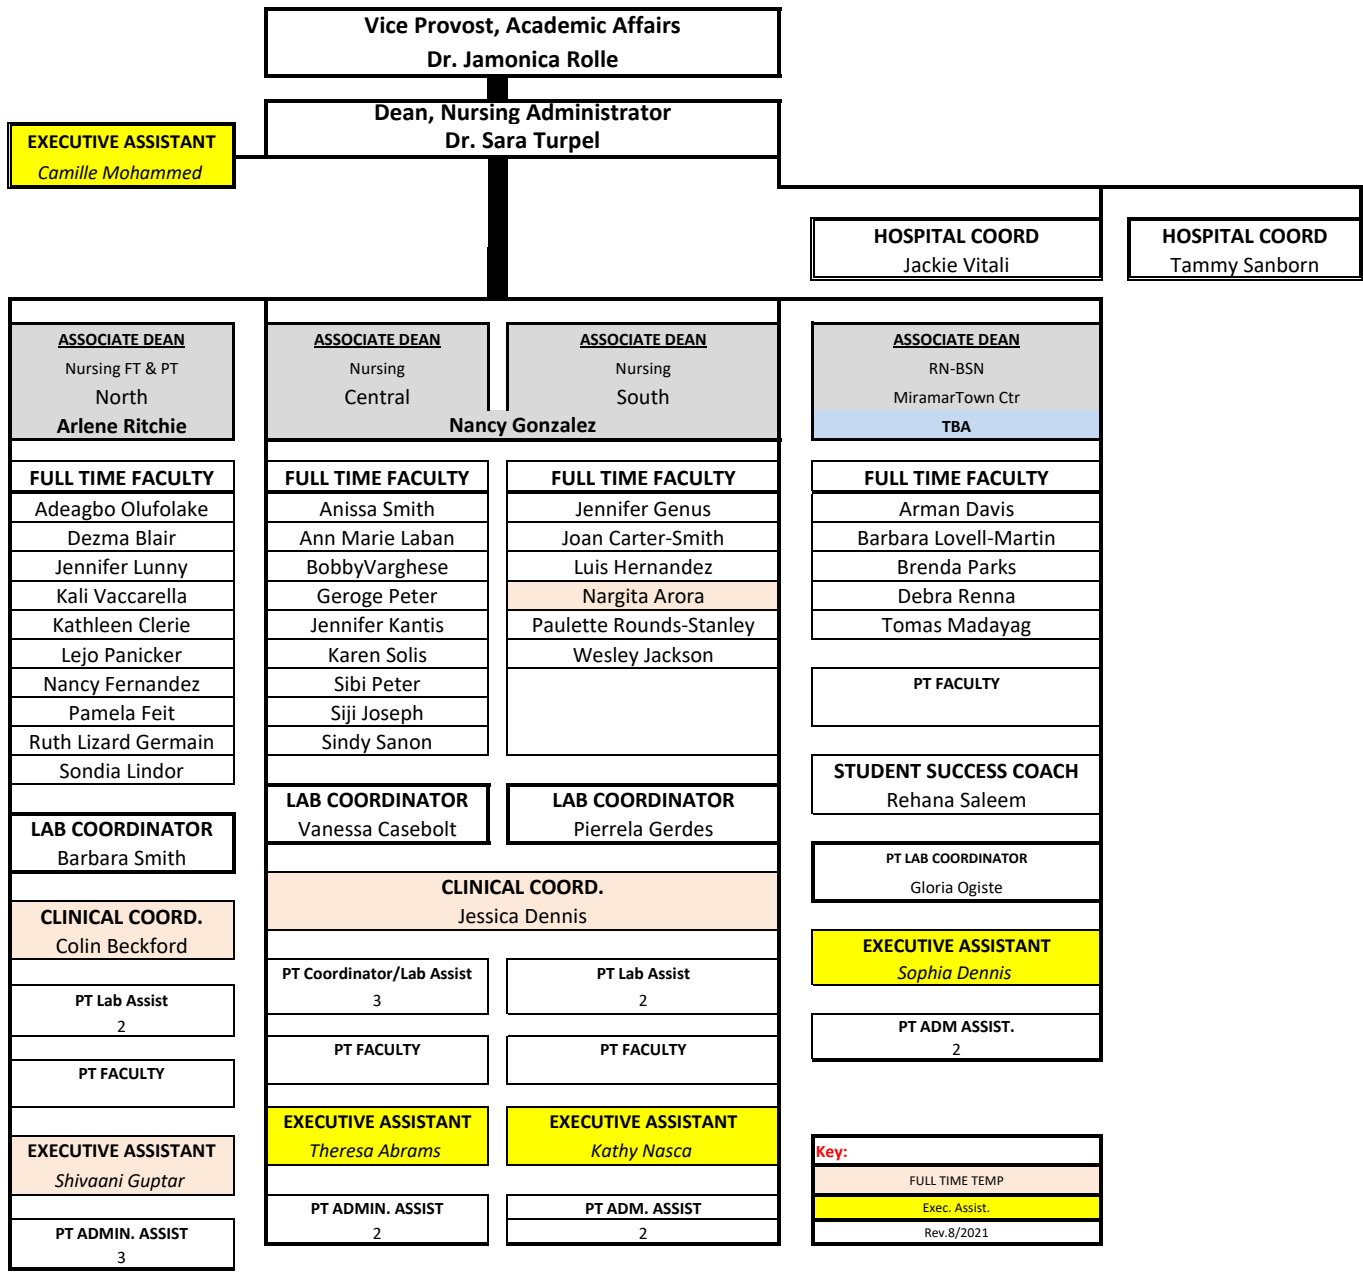 Vice Provost, Academic Affairs
Dr. Jamonica Rolle
Dean, Nursing Administrator
Dr. Sara Turpel
EXECUTIVE ASSISTANT
Camille Mohammed
HOSPITAL COORD
Jackie Vitali
HOSPITAL COORD
Tammy Sanborn
ASSOCIATE DEAN
Nursing FT & PT
North
Arlene Ritchie
FULL TIME FACULTY
Adeagbo Olufolake
Dezma Blair
Jennifer Lunny
Kali Vaccarella
Kathleen Clerie
Lejo Panicker
Nancy Fernandez
Pamela Feit
Ruth Lizard Germain
Sondia Lindor
LAB COORDINATOR
Barbara Smith
CLINICAL COORD.
Colin Beckford
PT Lab Assist
2
PT FACULTY
EXECUTIVE ASSISTANT
Shivaani Guptar
PT ADMIN. ASSIST
3
ASSOCIATE DEAN
Nursing
Central
ASSOCIATE DEAN
Nursing
South
Nancy Gonzalez
FULL TIME FACULTY
Anissa Smith
Ann Marie Laban
BobbyVarghese
Geroge Peter
Jennifer Kantis
Karen Solis
Sibi Peter
Siji Joseph
Sindy Sanon
LAB COORDINATOR
Vanessa Casebolt
FULL TIME FACULTY
Jennifer Genus
Joan Carter-Smith
Luis Hernandez
Nargita Arora
Paulette Rounds-Stanley
Wesley Jackson
LAB COORDINATOR
Pierrela Gerdes
CLINICAL COORD.
Jessica Dennis
PT Coordinator/Lab Assist
3
PT FACULTY
EXECUTIVE ASSISTANT
Theresa Abrams
PT ADMIN. ASSIST
2
PT Lab Assist
2
PT FACULTY
EXECUTIVE ASSISTANT
Kathy Nasca
PT ADM. ASSIST
2
ASSOCIATE DEAN
RN-BSN
MiramarTown Ctr
TBA
FULL TIME FACULTY
Arman Davis
Barbara Lovell-Martin
Brenda Parks
Debra Renna
Tomas Madayag
PT FACULTY
STUDENT SUCCESS COACH
Rehana Saleem
PT LAB COORDINATOR
Gloria Ogiste
EXECUTIVE ASSISTANT
Sophia Dennis
PT ADM ASSIST.
2
Key:
FULL TIME TEMP
Exec. Assist.
Rev.8/2021